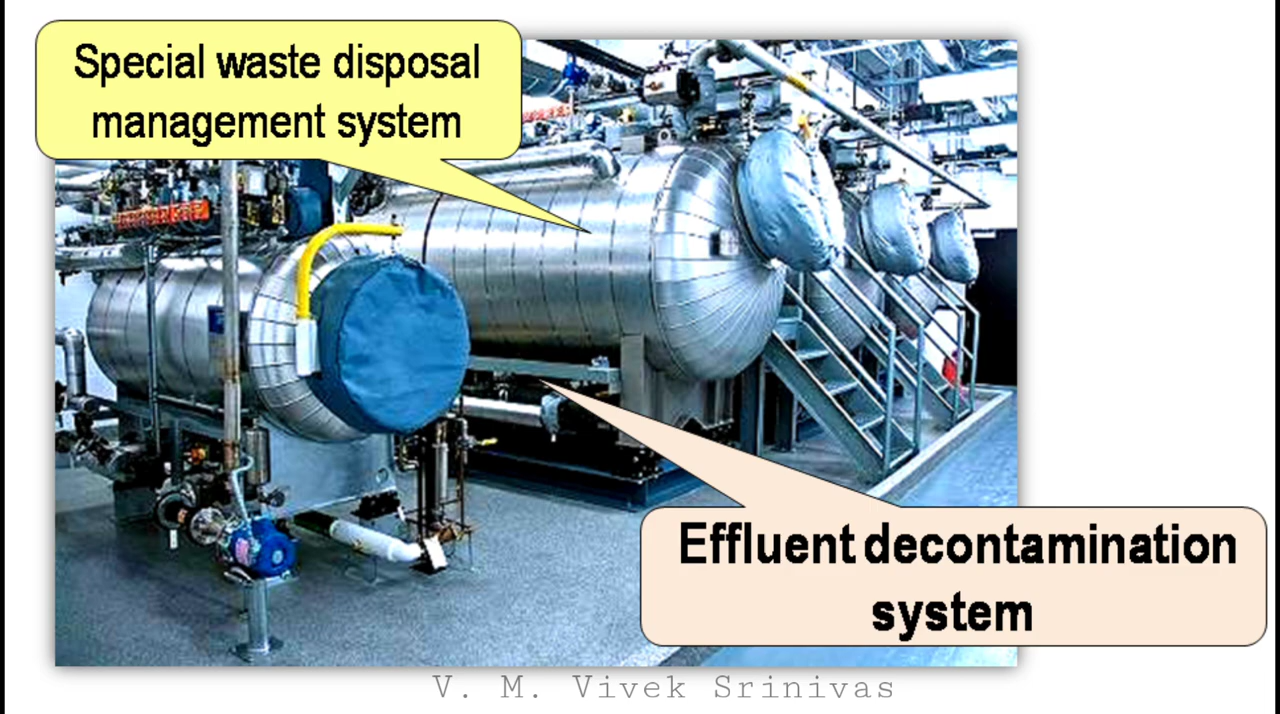 Special waste disposal
management system
Effluent decontamination
system
V. M. Vivek Srinivas